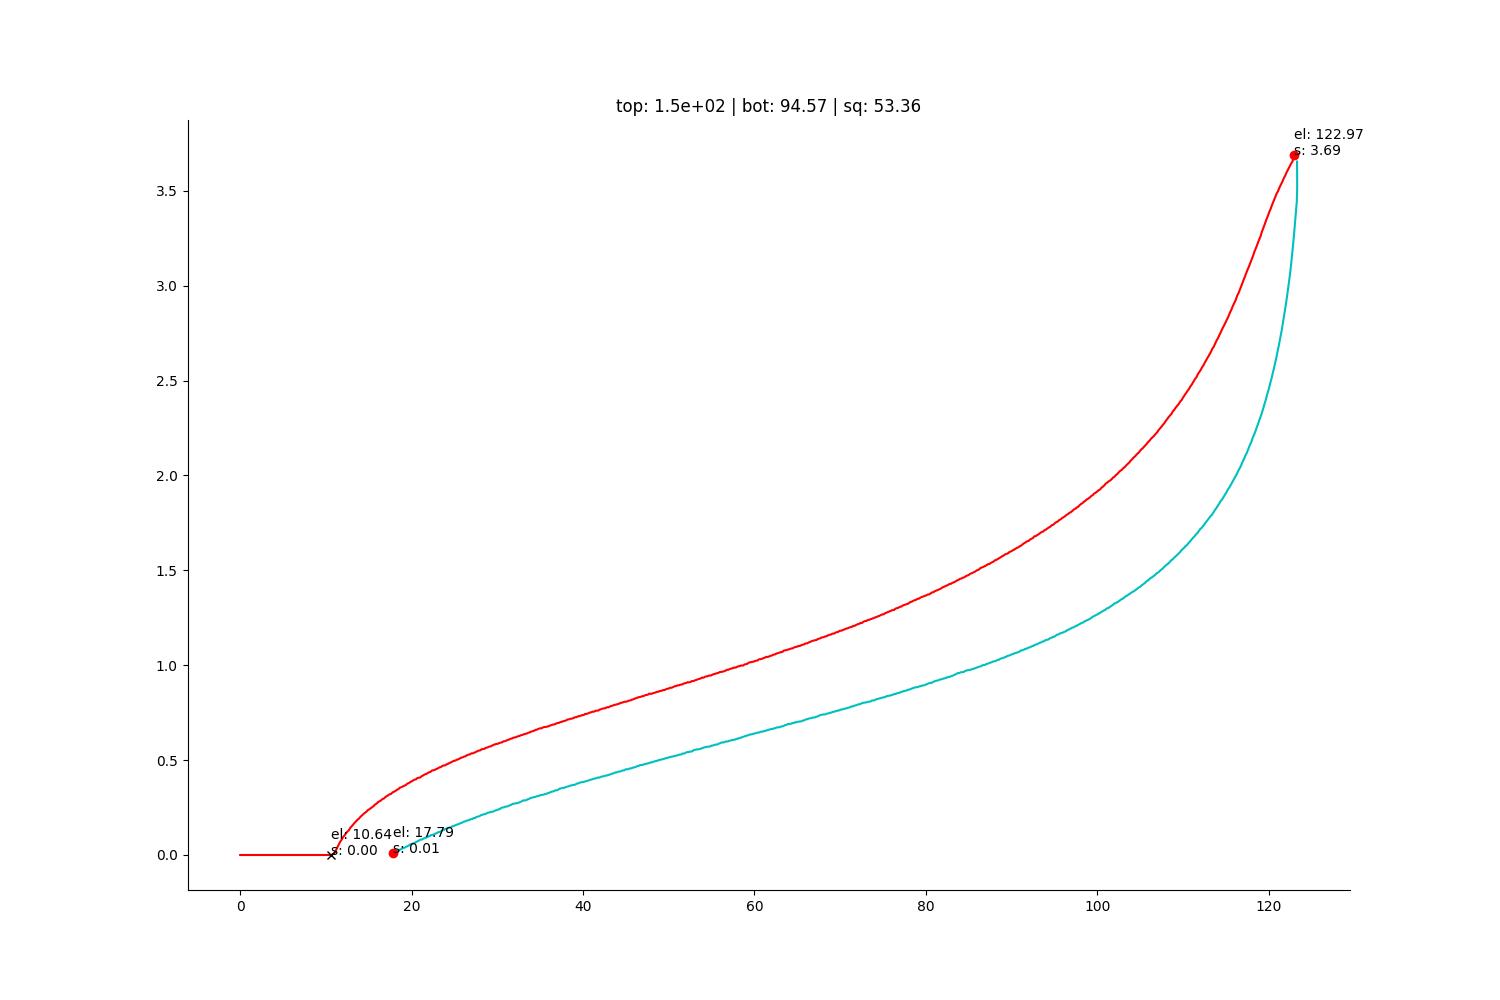 top: 1.5e+02 | bot: 94.57 | sq: 53.36
el: 122.97
s: 3.69
3.5
3.0
2.5
2.0
1.5
1.0
0.5
0.0
el: 10.64
s: 0.00
el: 17.79
s: 0.01
0 20 40 60 80 100 120